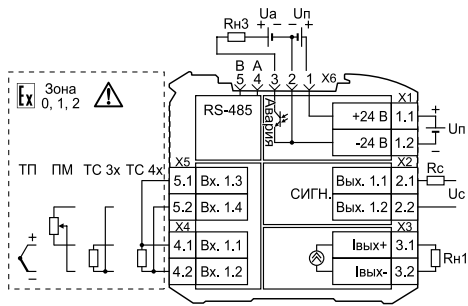 Uа Uп
Rн3
+ − − +
B A
5 4 3 2 1 X6
Ex Зона 0, 1, 2
RS-485
Авария
X1
+24 В 1.1
-24 В 1.2
+
Uп
−
ТП ПМ ТС 3х ТС 4х
X5
5.1 Вх. 1.3
5.2 Вх. 1.4
X4
4.1 Вх. 1.1
4.2 Вх. 1.2
+
−
СИГН.
X2
Вых. 1.1 2.1
Вых. 1.2 2.2
Rс
Uс
X3
Iвых+ 3.1
Iвых- 3.2
Rн1